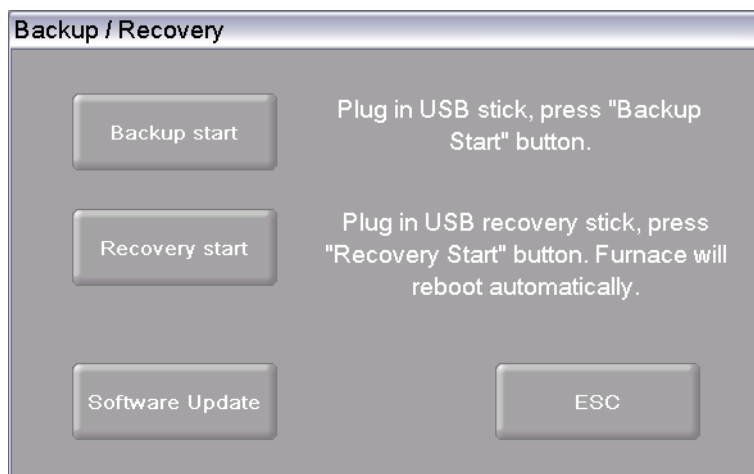 Backup / Recovery
Backup start
Plug in USB stick, press "Backup
Start" button.
Recovery start
Plug in USB recovery stick, press
"Recovery Start" button. Furnace will
reboot automatically.
Software Update
ESC